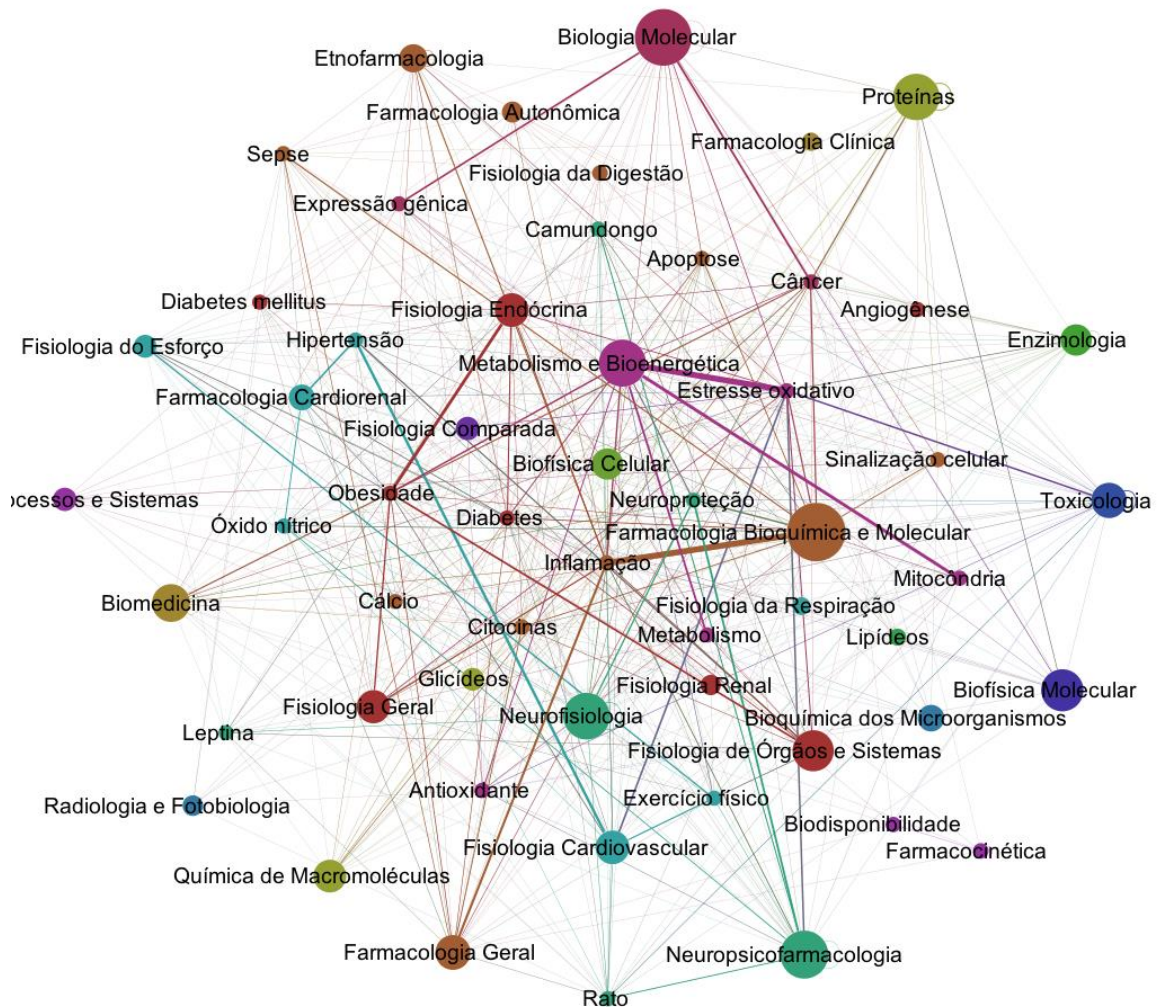 Biologia Molecular
Etnofarmacologia
Proteínas
Farmacologia Autonômica
Farmacologia Clínica
Sepse
Fisiologia da Digestão
Expressão gênica
Camundongo
Apoptose
Câncer
Diabetes mellitus
Fisiologia Endócrina
Angiogênese
Fisiologia do Esforço
Hipertensão
Enzimologia
Metabolismo e Bioenergética
Estresse oxidativo
Farmacologia Cardiorenal
Fisiologia Comparada
Biofísica Celular
Sinalização celular
ocessos e Sistemas
Obesidade
Neuroproteção
Toxicologia
Óxido nítrico
Diabetes
Farmacologia Bioquímica e Molecular
Inflamação
Mitocôndria
Biomedicina
Cálcio
Fisiologia da Respiração
Citocinas
Metabolismo
Lipídeos
Glicídeos
Fisiologia Renal
Biofísica Molecular
Fisiologia Geral
Neurofisiologia
Bioquímica dos Microorganismos
Leptina
Fisiologia de Órgãos e Sistemas
Radiologia e Fotobiologia
Antioxidante
Exercício físico
Biodisponibilidade
Fisiologia Cardiovascular
Farmacocinética
Química de Macromoléculas
Farmacologia Geral
Neuropsicofarmacologia
Rato